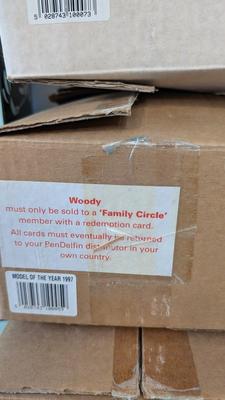 5 028743 100073
Woody
must only be sold to a 'Family Circle'
member with a redemption card.
All cards must eventually be returned
to your PenDelfin distributor in your
own country.
MODEL OF THE YEAR 1997